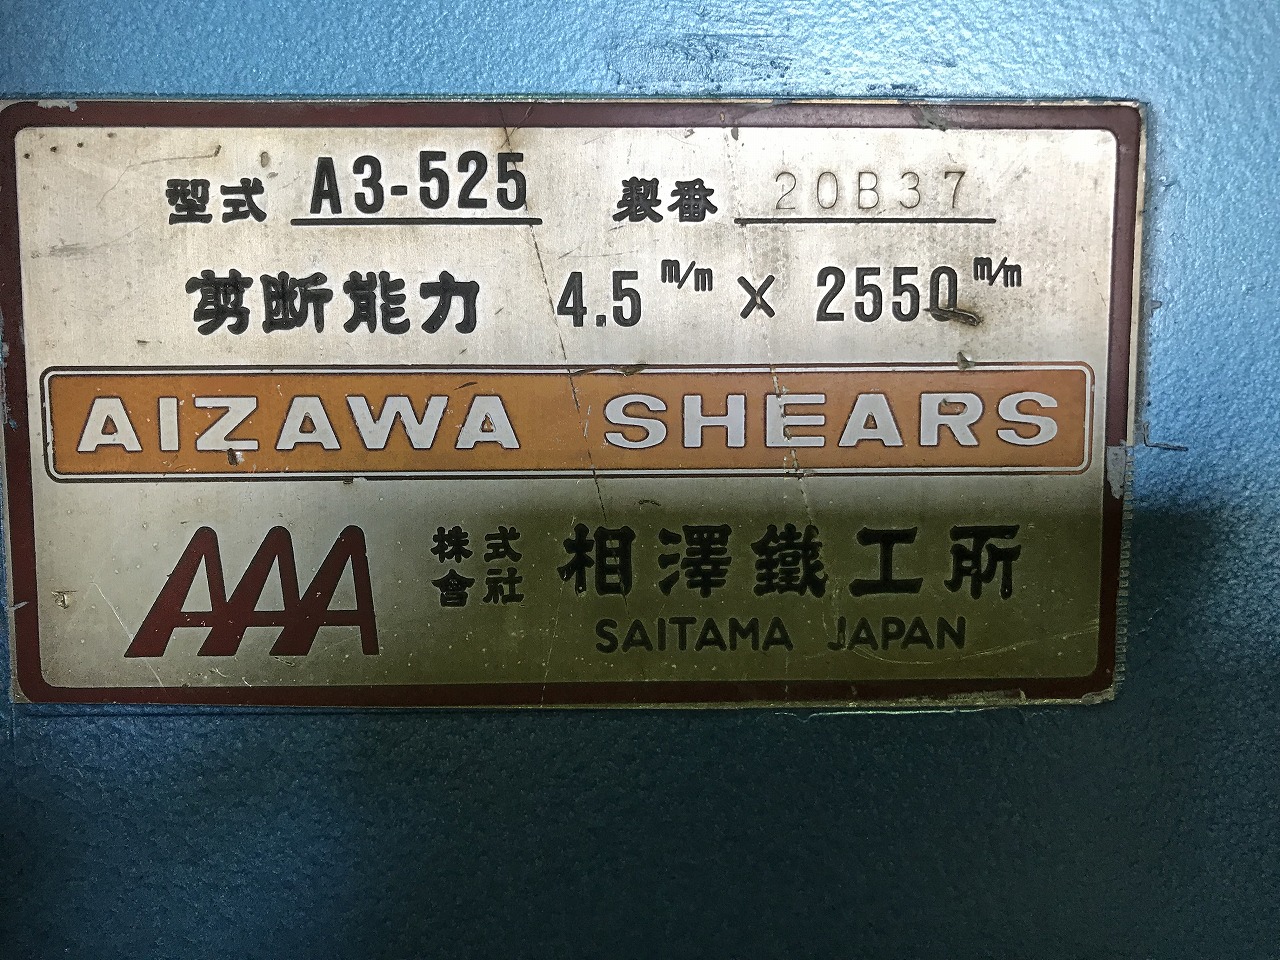 型式 A3-525 製番 20B37
剪断能力 4.5 m/m × 2550 m/m
AIZAWA SHEARS
AAA 株式會社 相澤鐵工所
SAITAMA JAPAN